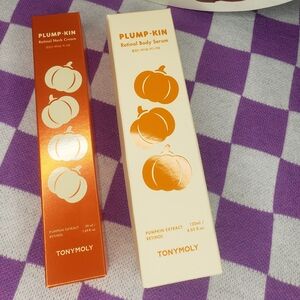 PLUMP·KIN
Retinol Neck Cream
PUMPKIN EXTRACT
RETINOL
TONYMOLY
PLUMP·KIN
Retinol Body Serum
PUMPKIN EXTRACT
RETINOL
120ml /
TONYMOLY